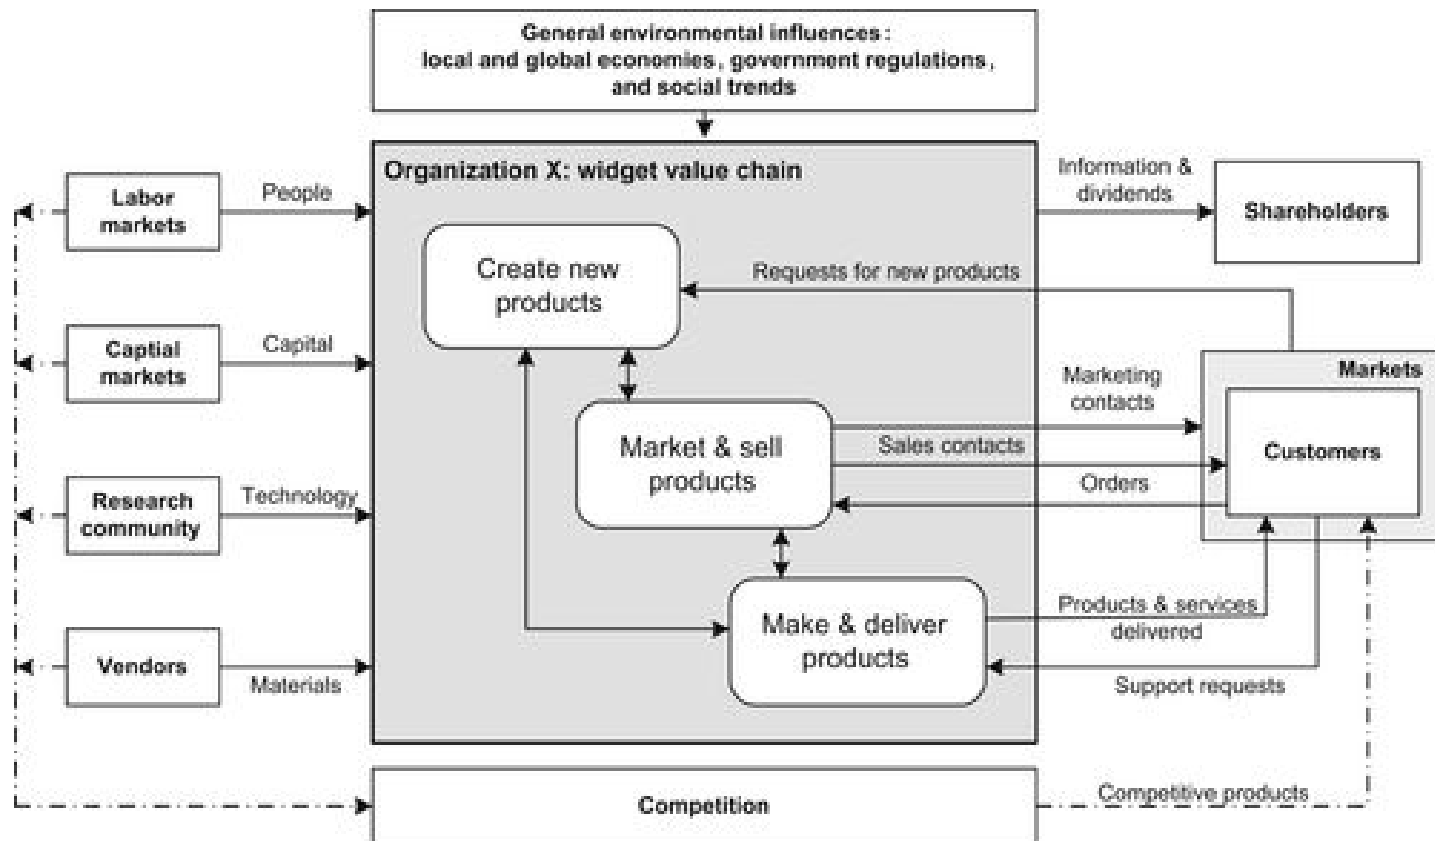 General environmental influences:
local and global economies, government regulations,
and social trends
Organization X: widget value chain
Labor
markets
People
Information &
dividends
Shareholders
Create new
products
Requests for new products
Captial
markets
Capital
Markets
Marketing
contacts
Market & sell
products
Sales contacts
Customers
Orders
Research
community
Technology
Make & deliver
products
Products & services
delivered
Vendors
Materials
Support requests
Competition
Competitive products